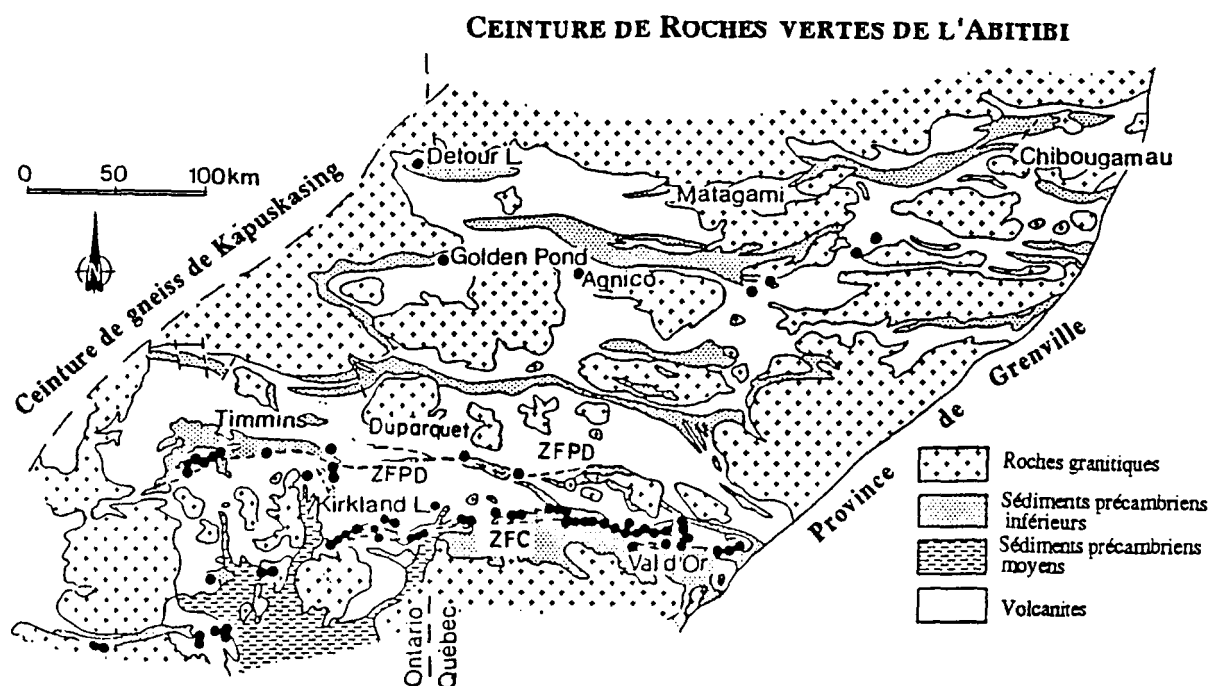 CEINTURE DE ROCHES VERTES DE L'ABITIBI
0 50 100km
N
Ceinture de gneiss de Kapuskasing
Detour L.
Chibougamau
Matagami
Golden Pond
Agnico
Timmins
Duparquet
ZFPD
ZFPD
Kirkland L.
ZFC
Val d'Or
Ontario
Québec
Province de Grenville
Roches granitiques
Sédiments précambriens
inférieurs
Sédiments précambriens
moyens
Volcanites